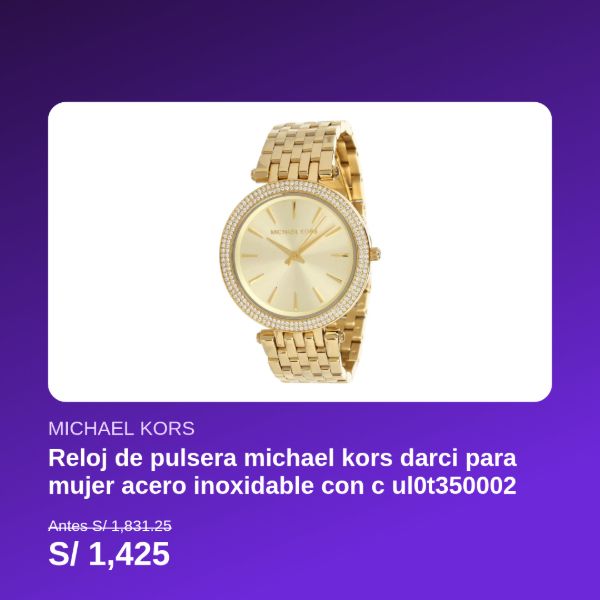 MICHAEL KORS
MICHAEL KORS
Reloj de pulsera michael kors darci para
mujer acero inoxidable con c ul0t350002
Antes S/ 1,831.25
S/ 1,425